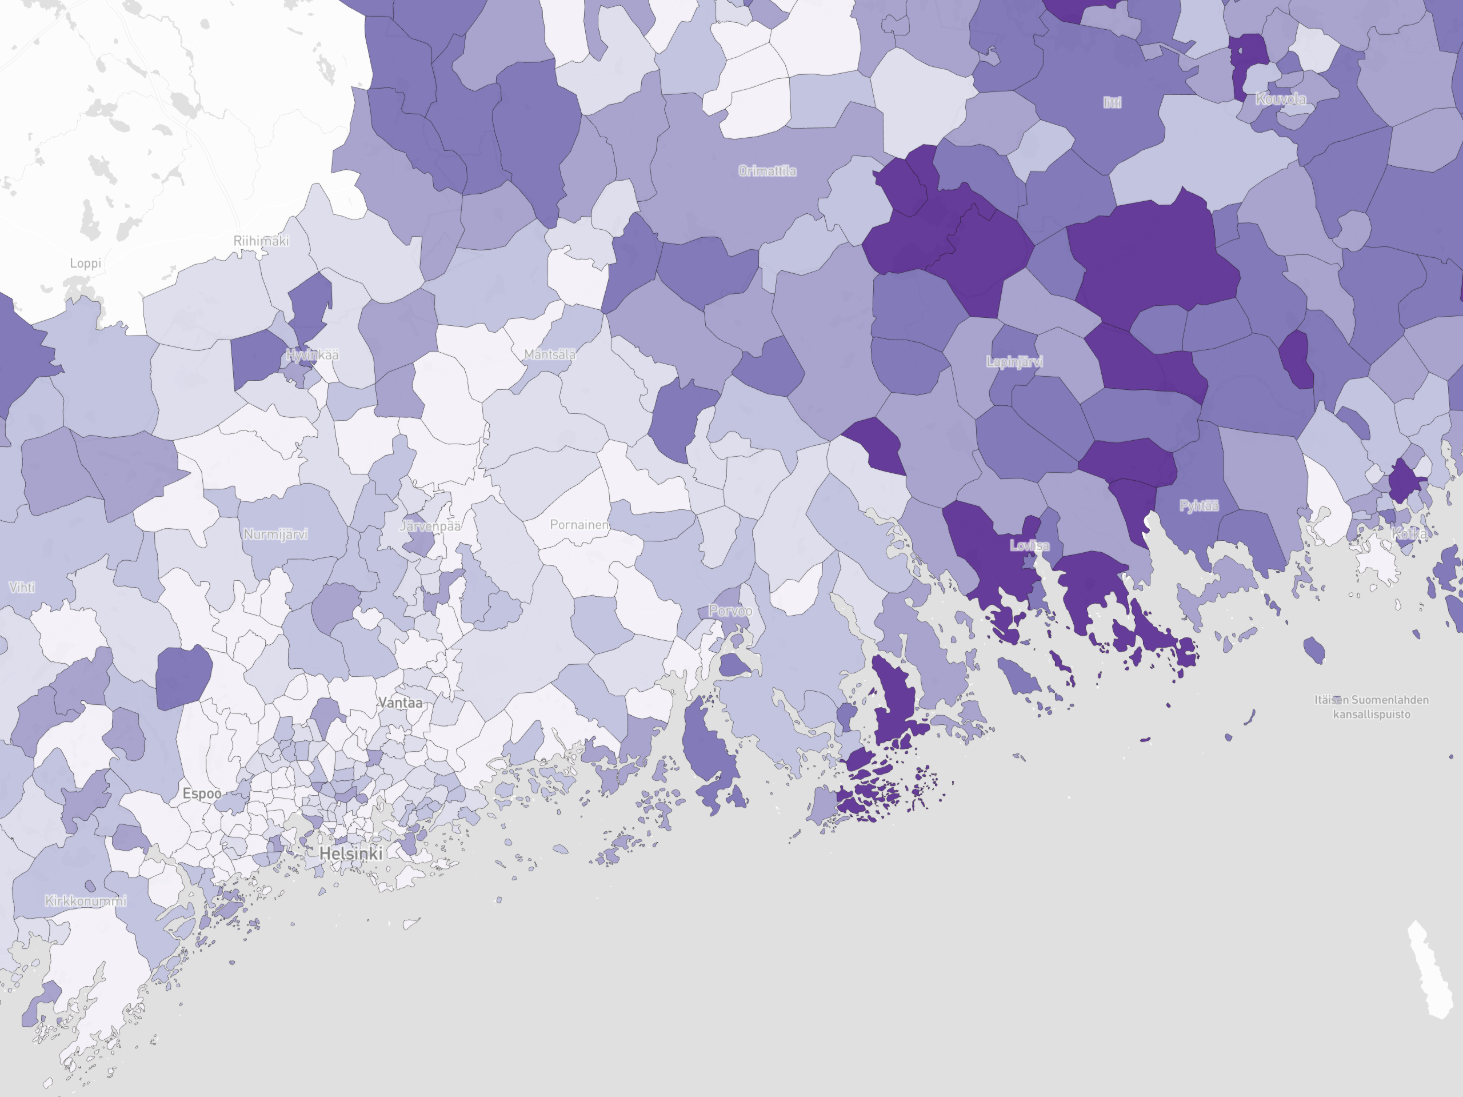 Iitti
Kouvola
Orimattila
Riihimäki
Loppi
Hyvinkää
Mäntsälä
Lapinjärvi
Pyhtää
Järvenpää
Pornainen
Nurmijärvi
Loviisa
Kotka
Vihti
Porvoo
Vantaa
Itäisen Suomenlahden
kansallispuisto
Espoo
Helsinki
Kirkkonummi